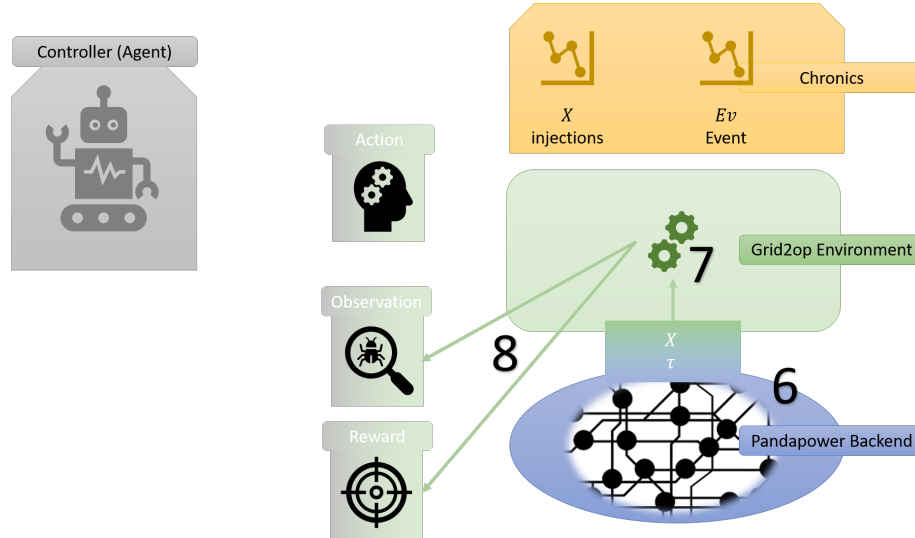 Controller (Agent)
Chronics
X
injections
Ev
Event
Action
Grid2op Environment
7
Observation
8
X
τ
6
Reward
Pandapower Backend